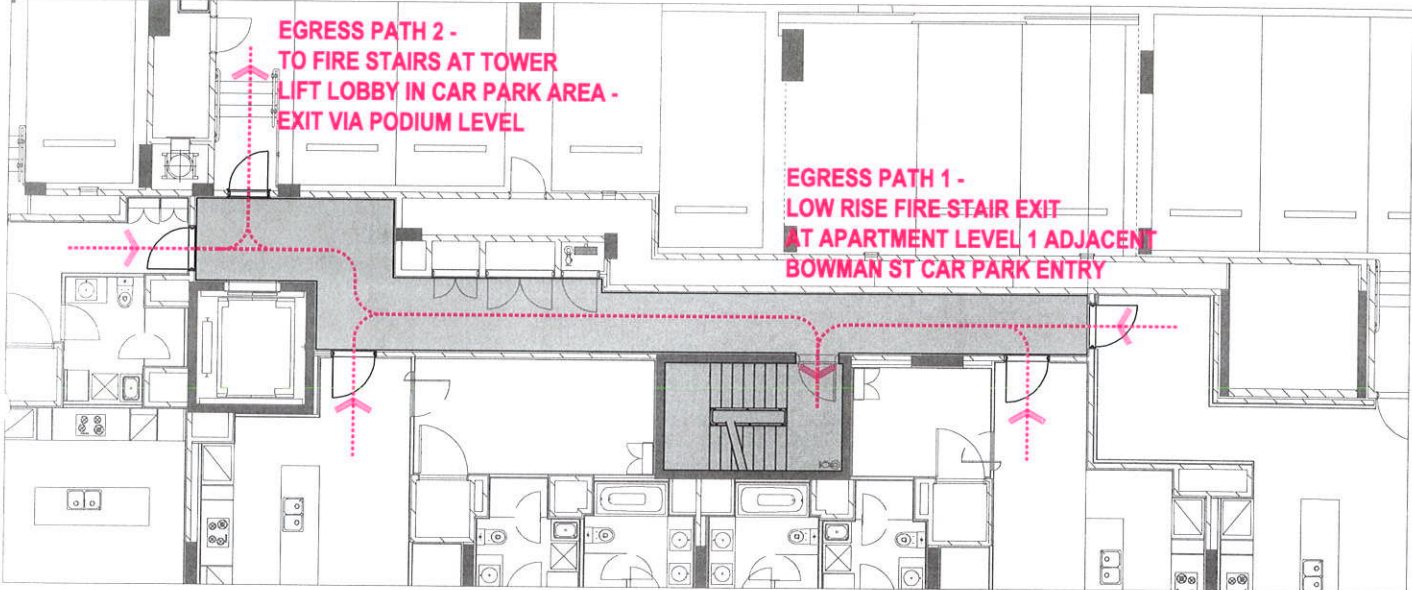 EGRESS PATH 2 -
TO FIRE STAIRS AT TOWER
LIFT LOBBY IN CAR PARK AREA -
EXIT VIA PODIUM LEVEL
EGRESS PATH 1 -
LOW RISE FIRE STAIR EXIT
AT APARTMENT LEVEL 1 ADJACENT
BOWMAN ST CAR PARK ENTRY